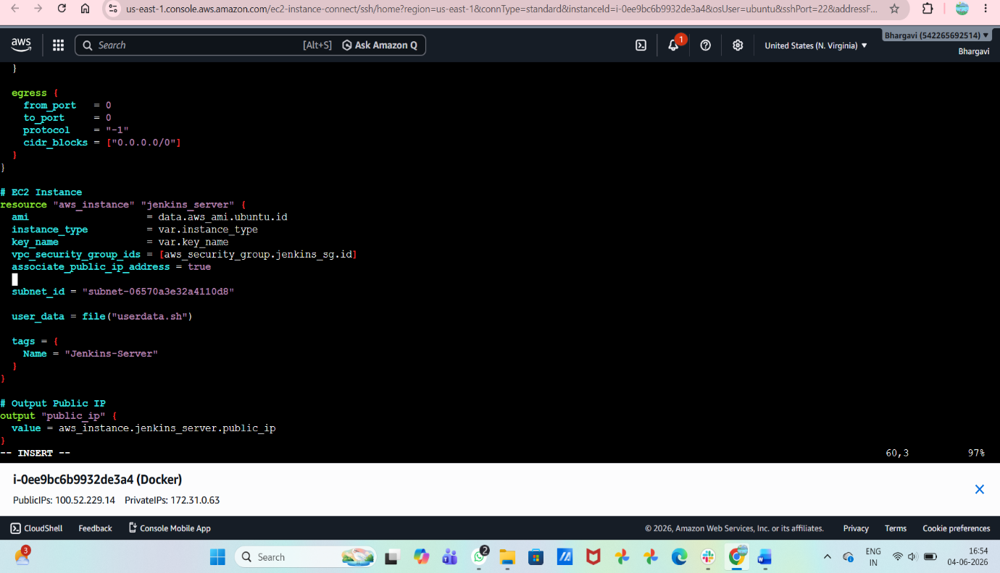 us-east-1.console.aws.amazon.com/ec2-instance-connect/ssh/home?region=us-east-1&connType=standard&instanceId=i-0ee9bc6b9932de3a4&osUser=ubuntu&sshPort=22&addressF...
aws
Search [Alt+S] Ask Amazon Q
1
United States (N. Virginia) ▼
Bhargavi (542265692514) ▼
Bhargavi
  }

  egress {
    from_port   = 0
    to_port     = 0
    protocol    = "-1"
    cidr_blocks = ["0.0.0.0/0"]
  }
}

# EC2 Instance
resource "aws_instance" "jenkins_server" {
  ami                    = data.aws_ami.ubuntu.id
  instance_type          = var.instance_type
  key_name               = var.key_name
  vpc_security_group_ids = [aws_security_group.jenkins_sg.id]
  associate_public_ip_address = true

  subnet_id = "subnet-06570a3e32a4110d8"

  user_data = file("userdata.sh")

  tags = {
    Name = "Jenkins-Server"
  }
}

# Output Public IP
output "public_ip" {
  value = aws_instance.jenkins_server.public_ip
}
-- INSERT -- 60,3 97%
i-0ee9bc6b9932de3a4 (Docker)
PublicIPs: 100.52.229.14 PrivateIPs: 172.31.0.63
CloudShell Feedback Console Mobile App © 2026, Amazon Web Services, Inc. or its affiliates. Privacy Terms Cookie preferences
3
Search
2
ENG
IN
16:54
04-06-2026